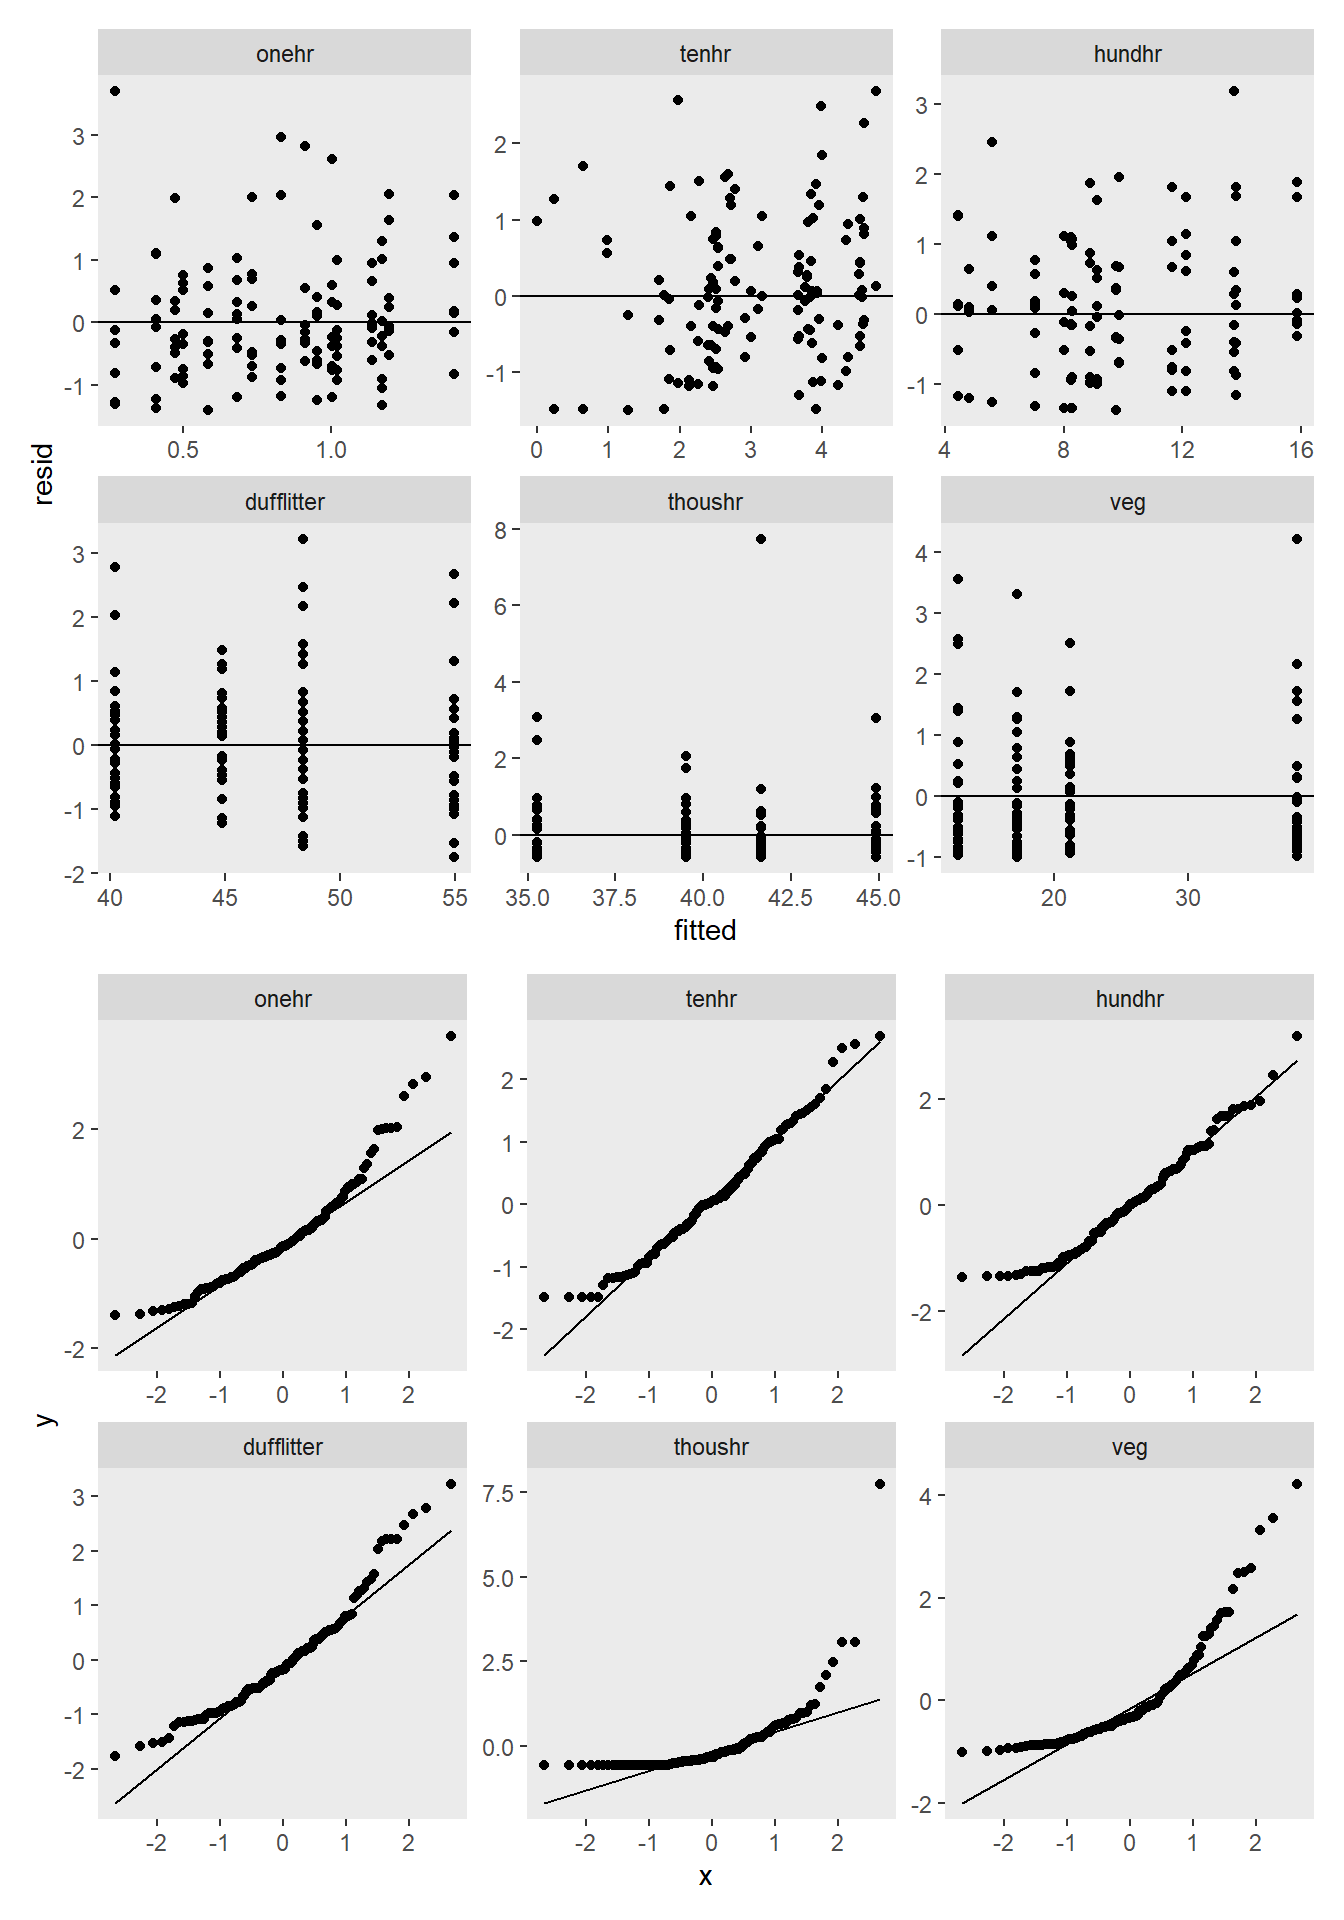 onehr tenhr hundhr
3 2 1 0 -1
2 1 0 -1
3 2 1 0 -1
0.5 1.0 0 1 2 3 4 4 8 12 16
resid
dufflitter thoushr veg
3 2 1 0 -1 -2
8 6 4 2 0
4 3 2 1 0 -1
40 45 50 55 35.0 37.5 40.0 42.5 45.0 20 30
fitted
onehr tenhr hundhr
2 0 -2
2 1 0 -1 -2
2 0 -2
-2 -1 0 1 2 -2 -1 0 1 2 -2 -1 0 1 2
y
dufflitter thoushr veg
3 2 1 0 -1 -2
7.5 5.0 2.5 0.0
4 2 0 -2
-2 -1 0 1 2 -2 -1 0 1 2 -2 -1 0 1 2
x